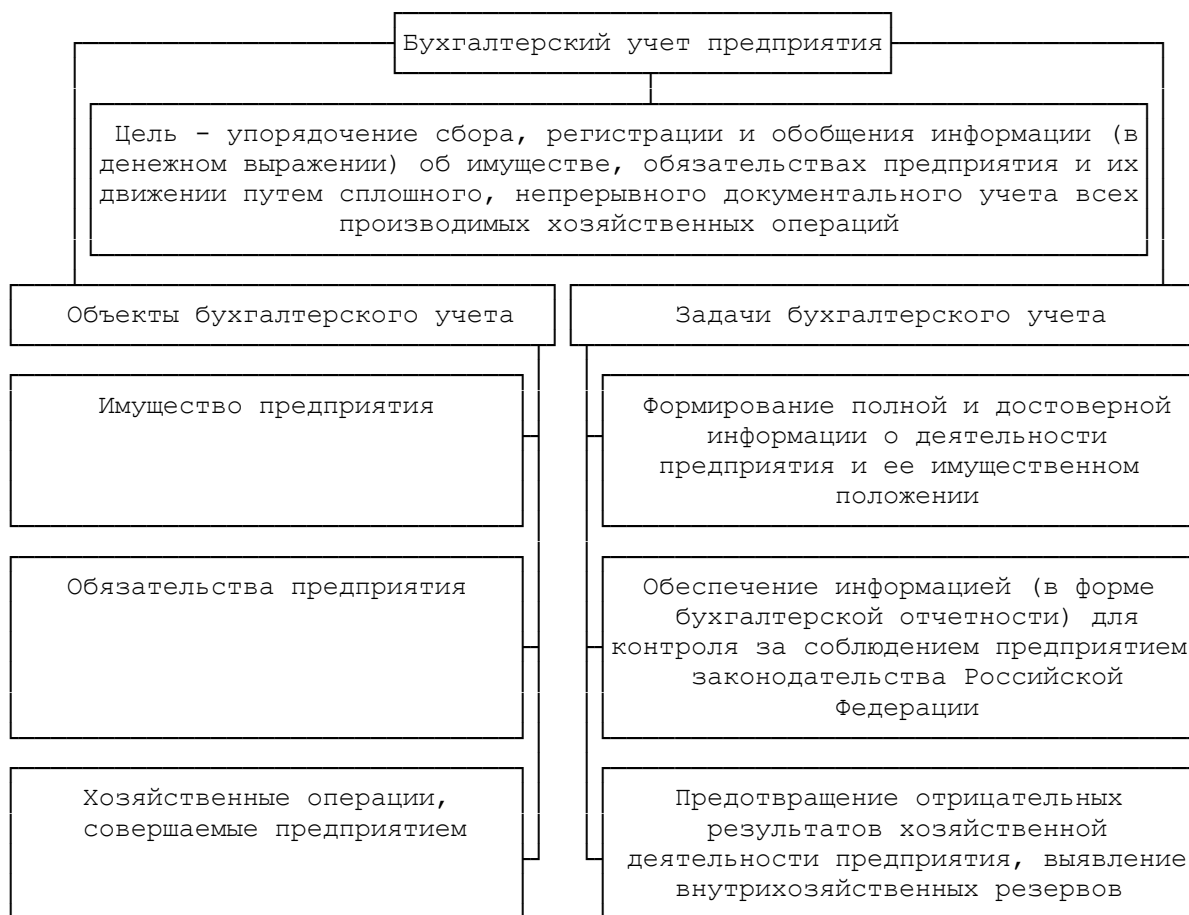 Бухгалтерский учет предприятия
Цель - упорядочение сбора, регистрации и обобщения информации (в
денежном выражении) об имуществе, обязательствах предприятия и их
движении путем сплошного, непрерывного документального учета всех
производимых хозяйственных операций
Объекты бухгалтерского учета
Имущество предприятия
Обязательства предприятия
Хозяйственные операции,
совершаемые предприятием
Задачи бухгалтерского учета
Формирование полной и достоверной
информации о деятельности
предприятия и ее имущественном
положении
Обеспечение информацией (в форме
бухгалтерской отчетности) для
контроля за соблюдением предприятием
законодательства Российской
Федерации
Предотвращение отрицательных
результатов хозяйственной
деятельности предприятия, выявление
внутрихозяйственных резервов